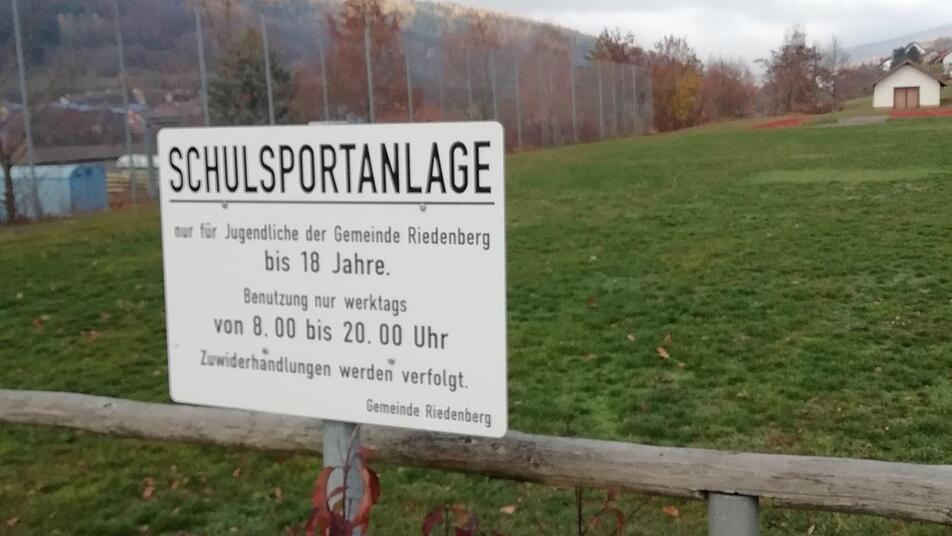 SCHULSPORTANLAGE
nur für Jugendliche der Gemeinde Riedenberg
bis 18 Jahre.
Benutzung nur werktags
von 8.00 bis 20.00 Uhr
Zuwiderhandlungen werden verfolgt.
Gemeinde Riedenberg